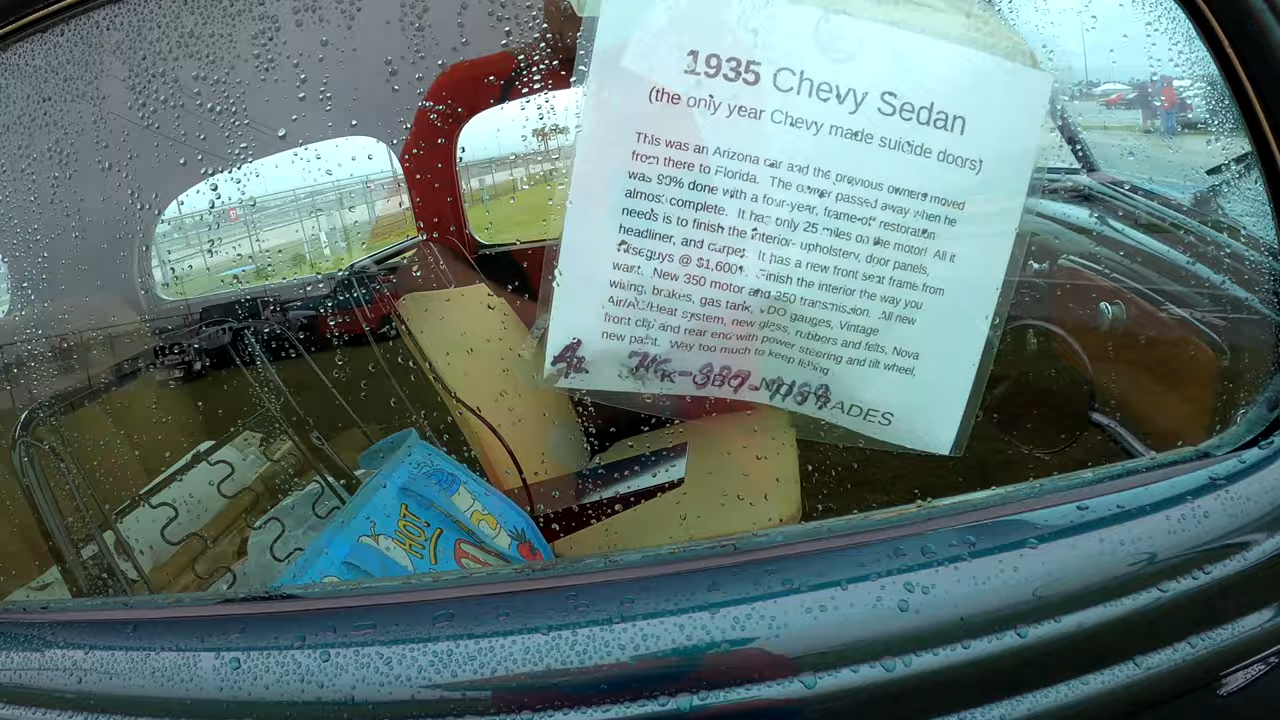 1935 Chevy Sedan
(the only year Chevy made suicide doors)
This was an Arizona car and the previous owners moved
from there to Florida. The owner passed away when he
was 90% done with a four-year, frame-off restoration
almost complete. It has only 25 miles on the motor! All it
needs is to finish the interior- upholstery, door panels,
headliner, and carpet. It has a new front seat frame from
Wiseguys @ $1,600! Finish the interior the way you
want. New 350 motor and 350 transmission. All new
wiring, brakes, gas tank, VDO gauges, Vintage
Air/AC/Heat system, new glass, rubbers and felts, Nova
front clip and rear end with power steering and tilt wheel,
new paint. Way too much to keep listing
K-OBO NO TRADES
HOT